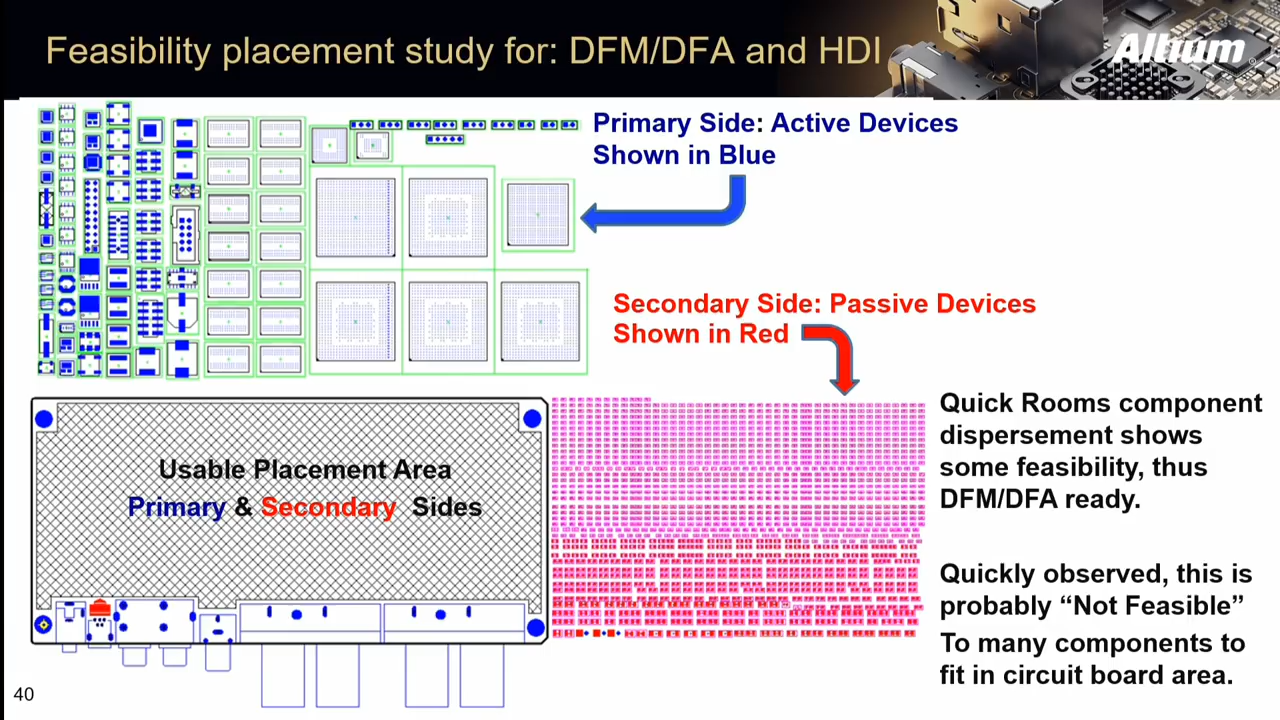 Feasibility placement study for: DFM/DFA and HDI
Altium
Primary Side: Active Devices
Shown in Blue
Secondary Side: Passive Devices
Shown in Red
Usable Placement Area
Primary & Secondary Sides
Quick Rooms component
dispersement shows
some feasibility, thus
DFM/DFA ready.
Quickly observed, this is
probably “Not Feasible”
To many components to
fit in circuit board area.
40